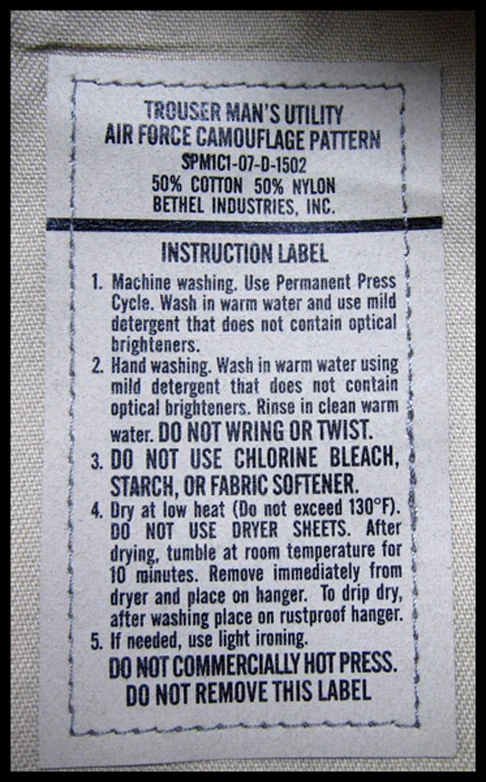 TROUSER MAN'S UTILITY
AIR FORCE CAMOUFLAGE PATTERN
SPM1C1-07-D-1502
50% COTTON 50% NYLON
BETHEL INDUSTRIES, INC.
INSTRUCTION LABEL
1. Machine washing. Use Permanent Press
Cycle. Wash in warm water and use mild
detergent that does not contain optical
brighteners.
2. Hand washing. Wash in warm water using
mild detergent that does not contain
optical brighteners. Rinse in clean warm
water. DO NOT WRING OR TWIST.
3. DO NOT USE CHLORINE BLEACH,
STARCH, OR FABRIC SOFTENER.
4. Dry at low heat (Do not exceed 130°F).
DO NOT USE DRYER SHEETS. After
drying, tumble at room temperature for
10 minutes. Remove immediately from
dryer and place on hanger. To drip dry,
after washing place on rustproof hanger.
5. If needed, use light ironing.
DO NOT COMMERCIALLY HOT PRESS.
DO NOT REMOVE THIS LABEL